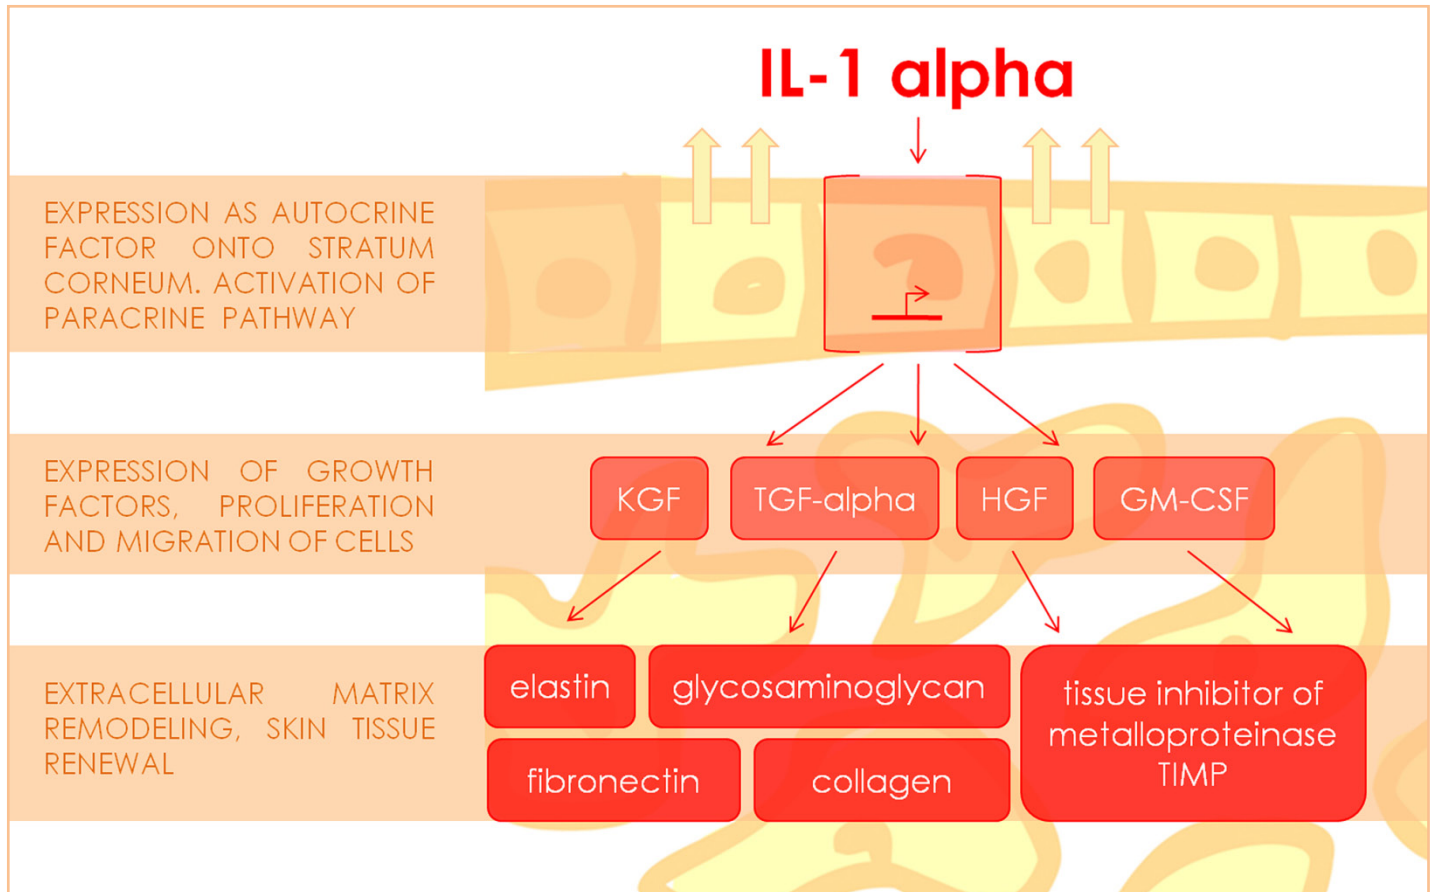 IL-1 alpha
EXPRESSION AS AUTOCRINE
FACTOR ONTO STRATUM
CORNEUM. ACTIVATION OF
PARACRINE PATHWAY
EXPRESSION OF GROWTH
FACTORS, PROLIFERATION
AND MIGRATION OF CELLS
KGF
TGF-alpha
HGF
GM-CSF
EXTRACELLULAR MATRIX
REMODELING, SKIN TISSUE
RENEWAL
elastin
glycosaminoglycan
fibronectin
collagen
tissue inhibitor of
metalloproteinase
TIMP